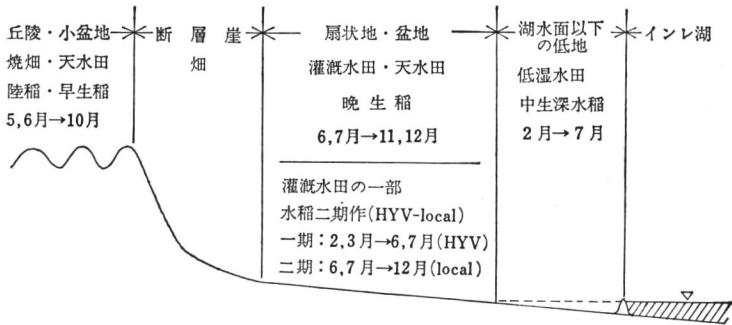 丘陵・小盆地
焼畑・天水田
陸稲・早生稲
5,6月→10月
断層崖
畑
扇状地・盆地
灌漑水田・天水田
晩生稲
6,7月→11,12月
灌漑水田の一部
水稲二期作(HYV-local)
一期：2,3月→6,7月(HYV)
二期：6,7月→12月(local)
湖水面以下
の低地
低湿水田
中生深水稲
2月→7月
インレ湖